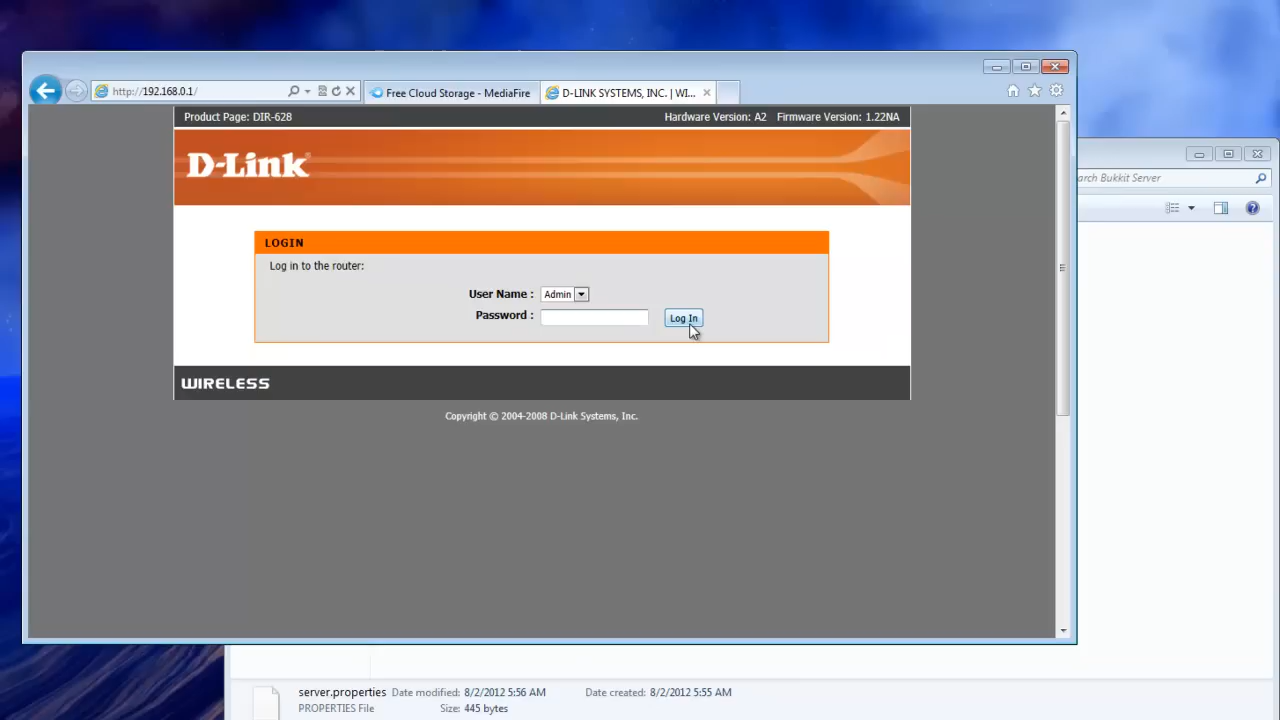 http://192.168.0.1/
Free Cloud Storage - MediaFire
D-LINK SYSTEMS, INC. | WI...
Product Page: DIR-628
Hardware Version: A2 Firmware Version: 1.22NA
D-Link
arch Bukkit Server
LOGIN
Log in to the router:
User Name : Admin
Password :
Log In
WIRELESS
Copyright © 2004-2008 D-Link Systems, Inc.
server.properties Date modified: 8/2/2012 5:56 AM Date created: 8/2/2012 5:55 AM
PROPERTIES File Size: 445 bytes